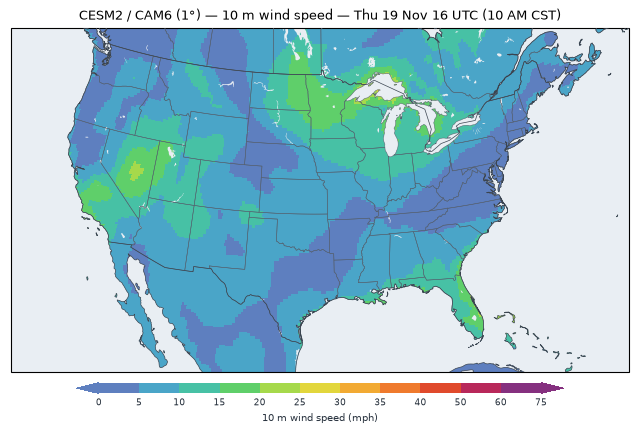 CESM2 / CAM6 (1°) — 10 m wind speed — Thu 19 Nov 16 UTC (10 AM CST)
0 5 10 15 20 25 30 35 40 50 60 75
10 m wind speed (mph)